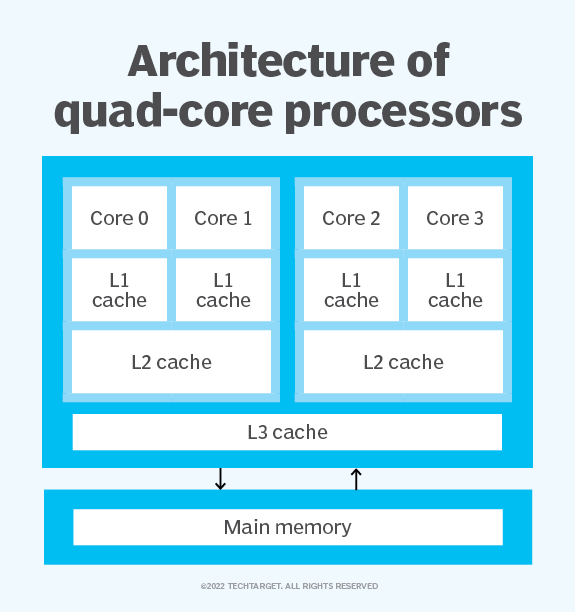 Architecture of
quad-core processors
Core 0
Core 1
Core 2
Core 3
L1
cache
L1
cache
L1
cache
L1
cache
L2 cache
L2 cache
L3 cache
Main memory
©2022 TECHTARGET. ALL RIGHTS RESERVED